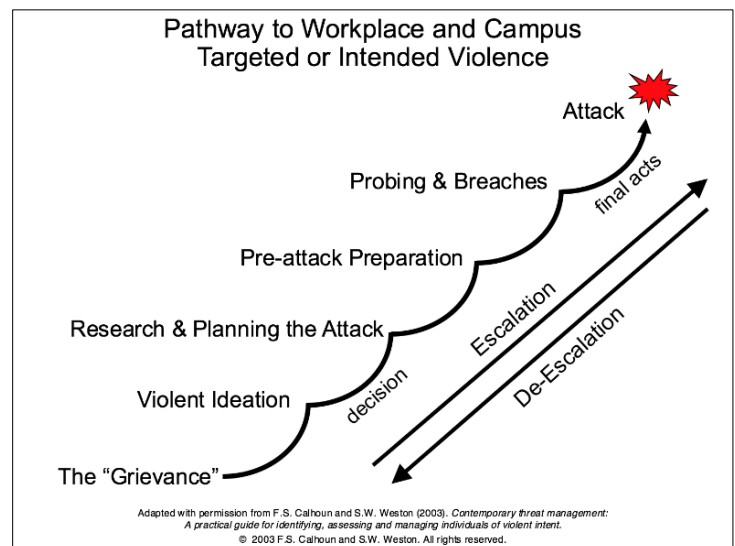 Pathway to Workplace and Campus
Targeted or Intended Violence
Attack
Probing & Breaches
final acts
Pre-attack Preparation
Research & Planning the Attack
Escalation
De-Escalation
Violent Ideation
decision
The “Grievance”
Adapted with permission from F.S. Calhoun and S.W. Weston (2003). Contemporary threat management:
A practical guide for identifying, assessing and managing individuals of violent intent.
© 2003 F.S. Calhoun and S.W. Weston. All rights reserved.